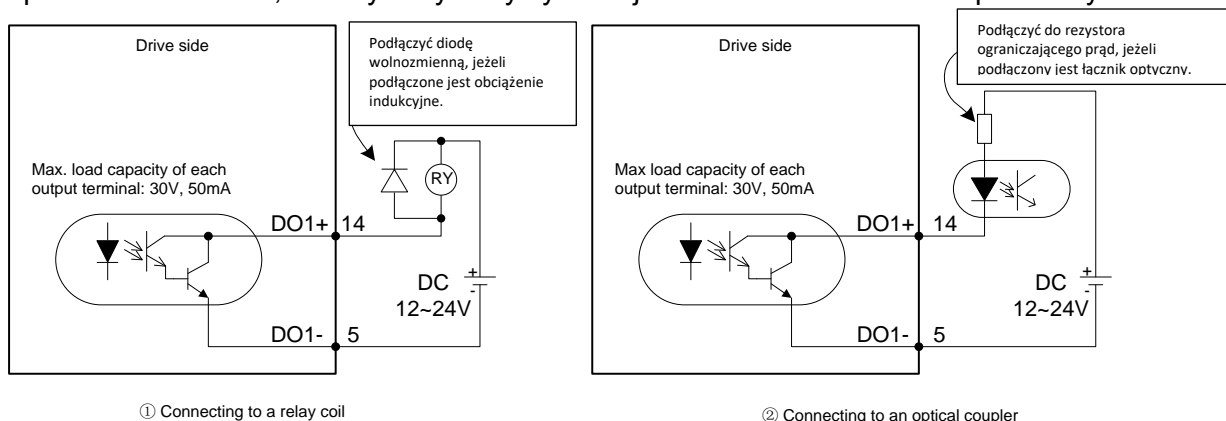 Drive side
Podłączyć diodę
wolnozmienną, jeżeli
podłączone jest obciążenie
indukcyjne.
Max. load capacity of each
output terminal: 30V, 50mA
RY
DO1+ 14
DC
12~24V
+
-
DO1- 5
① Connecting to a relay coil
Drive side
Podłączyć do rezystora
ograniczającego prąd, jeżeli
podłączony jest łącznik optyczny.
Max load capacity of each
output terminal: 30V, 50mA
DO1+ 14
DC
12~24V
+
-
DO1- 5
② Connecting to an optical coupler